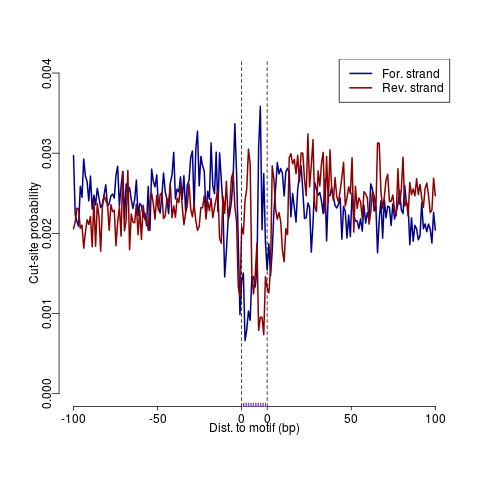 For. strand
Rev. strand
0.004
0.003
0.002
0.001
0.000
Cut-site probability
-100 -50 0 0 50 100
Dist. to motif (bp)